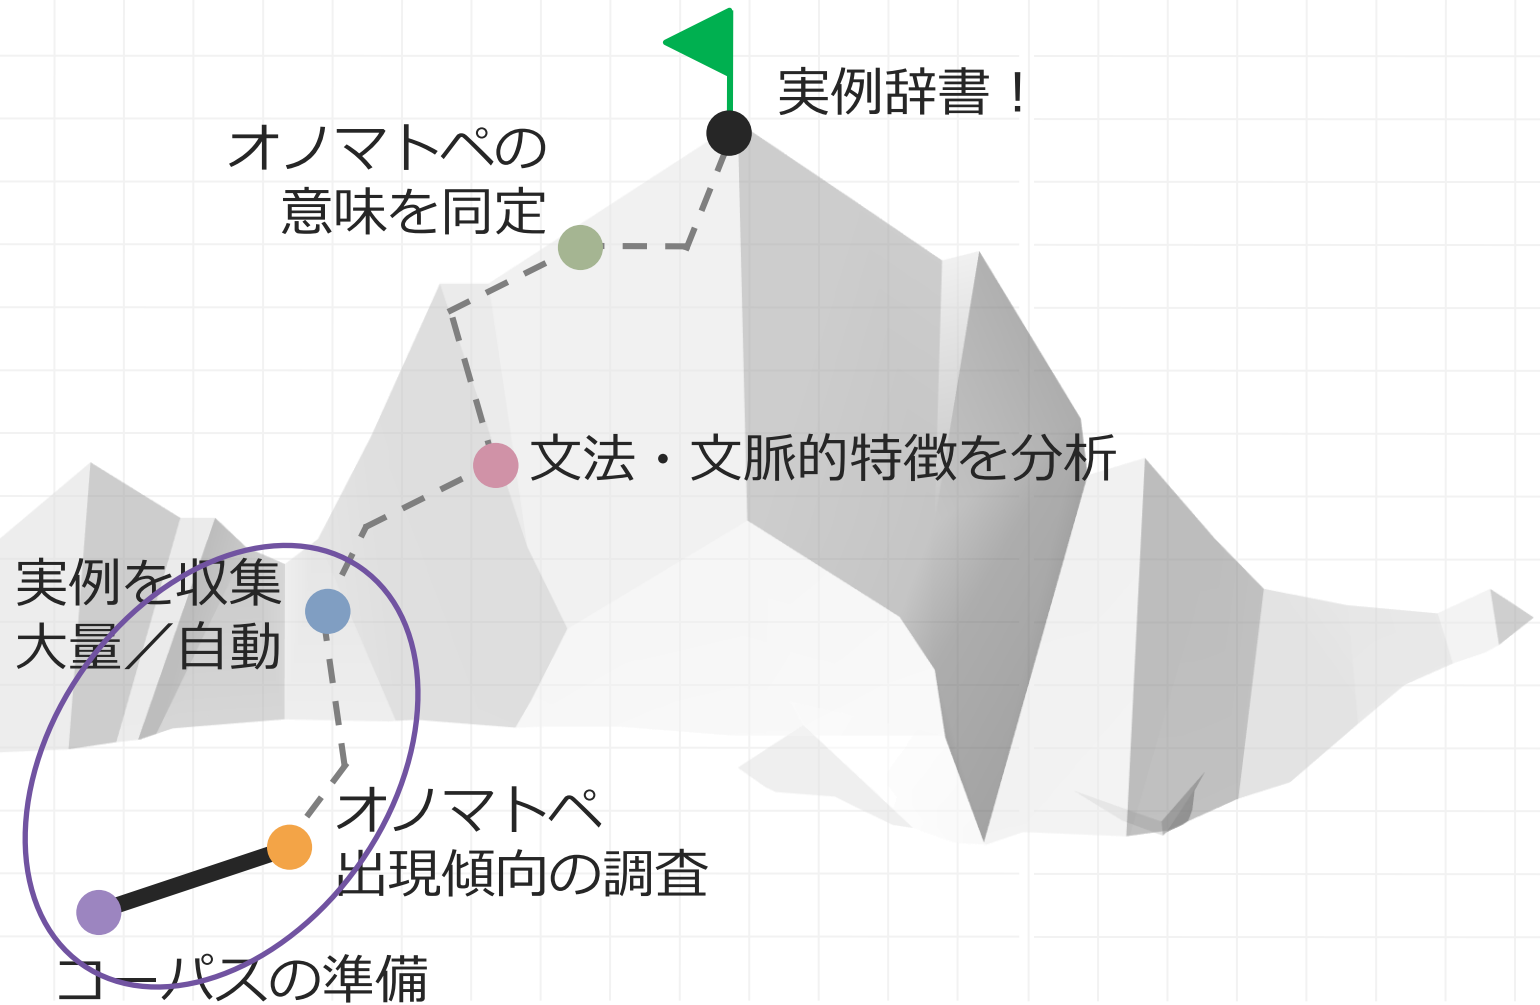 実例辞書！
オノマトペの
意味を同定
文法・文脈的特徴を分析
実例を収集
大量／自動
オノマトペ
出現傾向の調査
コーパスの準備